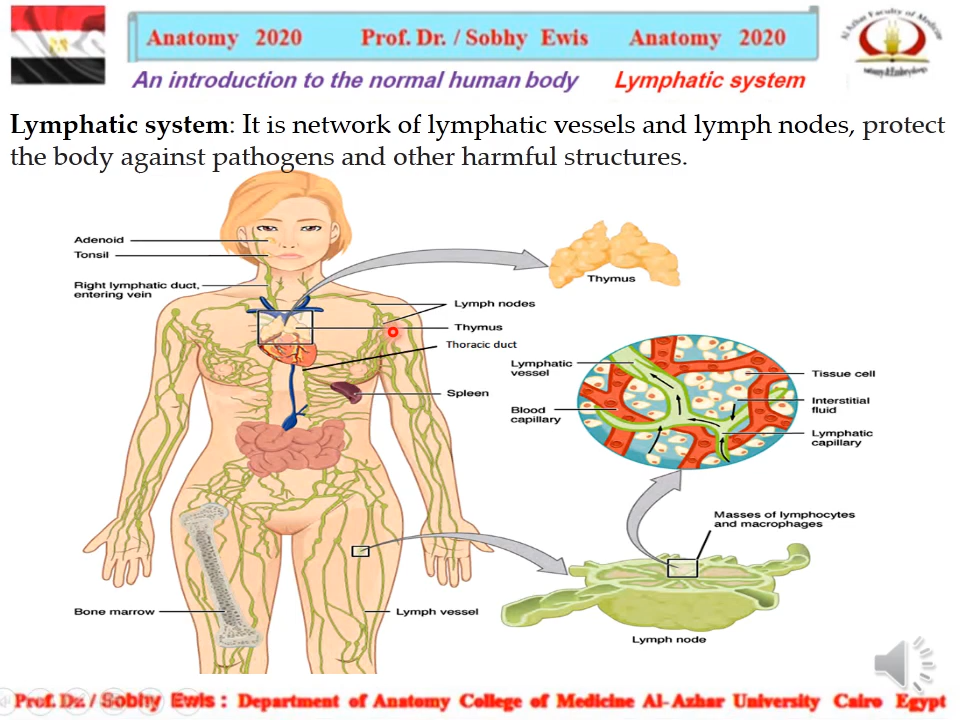 Anatomy 2020 Prof. Dr. / Sobhy Ewis Anatomy 2020
An introduction to the normal human body Lymphatic system
Lymphatic system: It is network of lymphatic vessels and lymph nodes, protect
the body against pathogens and other harmful structures.
Adenoid
Tonsil
Right lymphatic duct,
entering vein
Lymph nodes
Thymus
Thoracic duct
Spleen
Bone marrow
Lymph vessel
Thymus
Lymphatic
vessel
Blood
capillary
Tissue cell
Interstitial
fluid
Lymphatic
capillary
Masses of lymphocytes
and macrophages
Lymph node
Prof. Dr. / Sobhy Ewis : Department of Anatomy College of Medicine Al-Azhar University Cairo Egypt